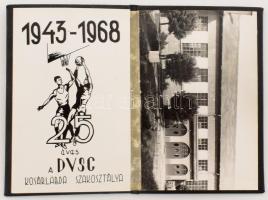 1943-1968
25
éves
A DVSC
KOSÁRLABDA SZAKOSZTÁLYA